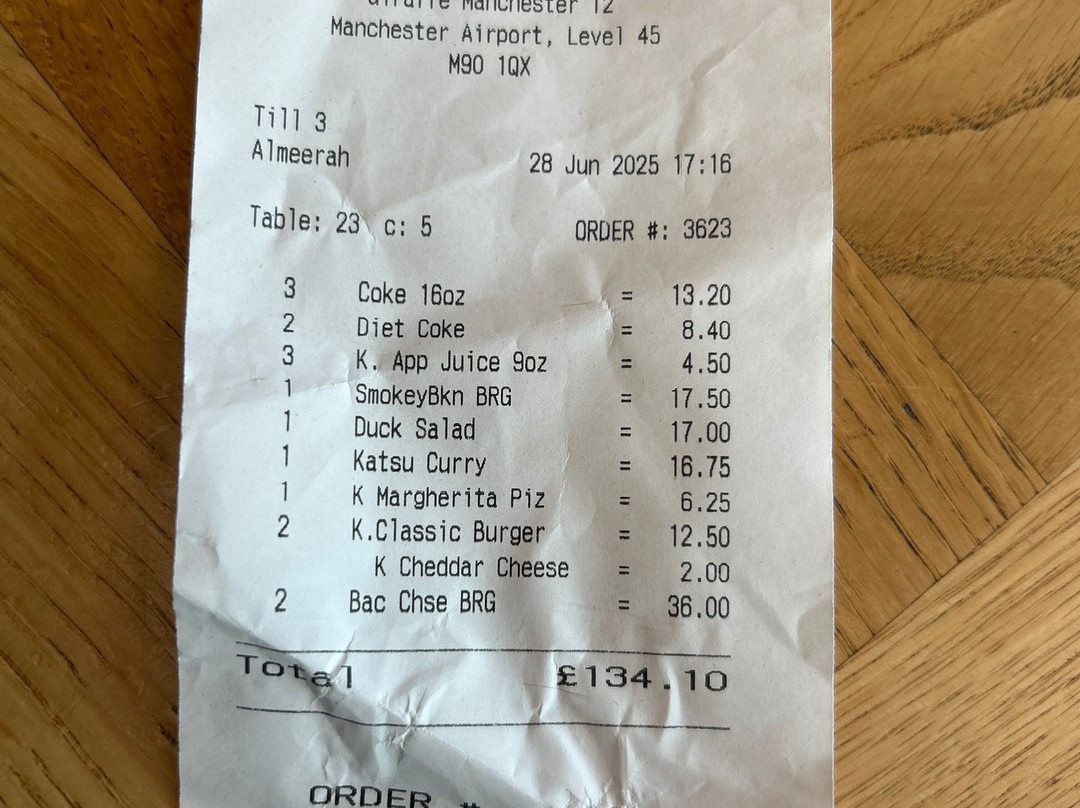 Manchester T2
Manchester Airport, Level 45
M90 1QX
Till 3
Almeerah 28 Jun 2025 17:16
Table: 23 c: 5 ORDER #: 3623
3 Coke 16oz = 13.20
2 Diet Coke = 8.40
3 K. App Juice 9oz = 4.50
1 SmokeyBkn BRG = 17.50
1 Duck Salad = 17.00
1 Katsu Curry = 16.75
1 K Margherita Piz = 6.25
2 K.Classic Burger = 12.50
K Cheddar Cheese = 2.00
2 Bac Chse BRG = 36.00
Total £134.10
ORDER #